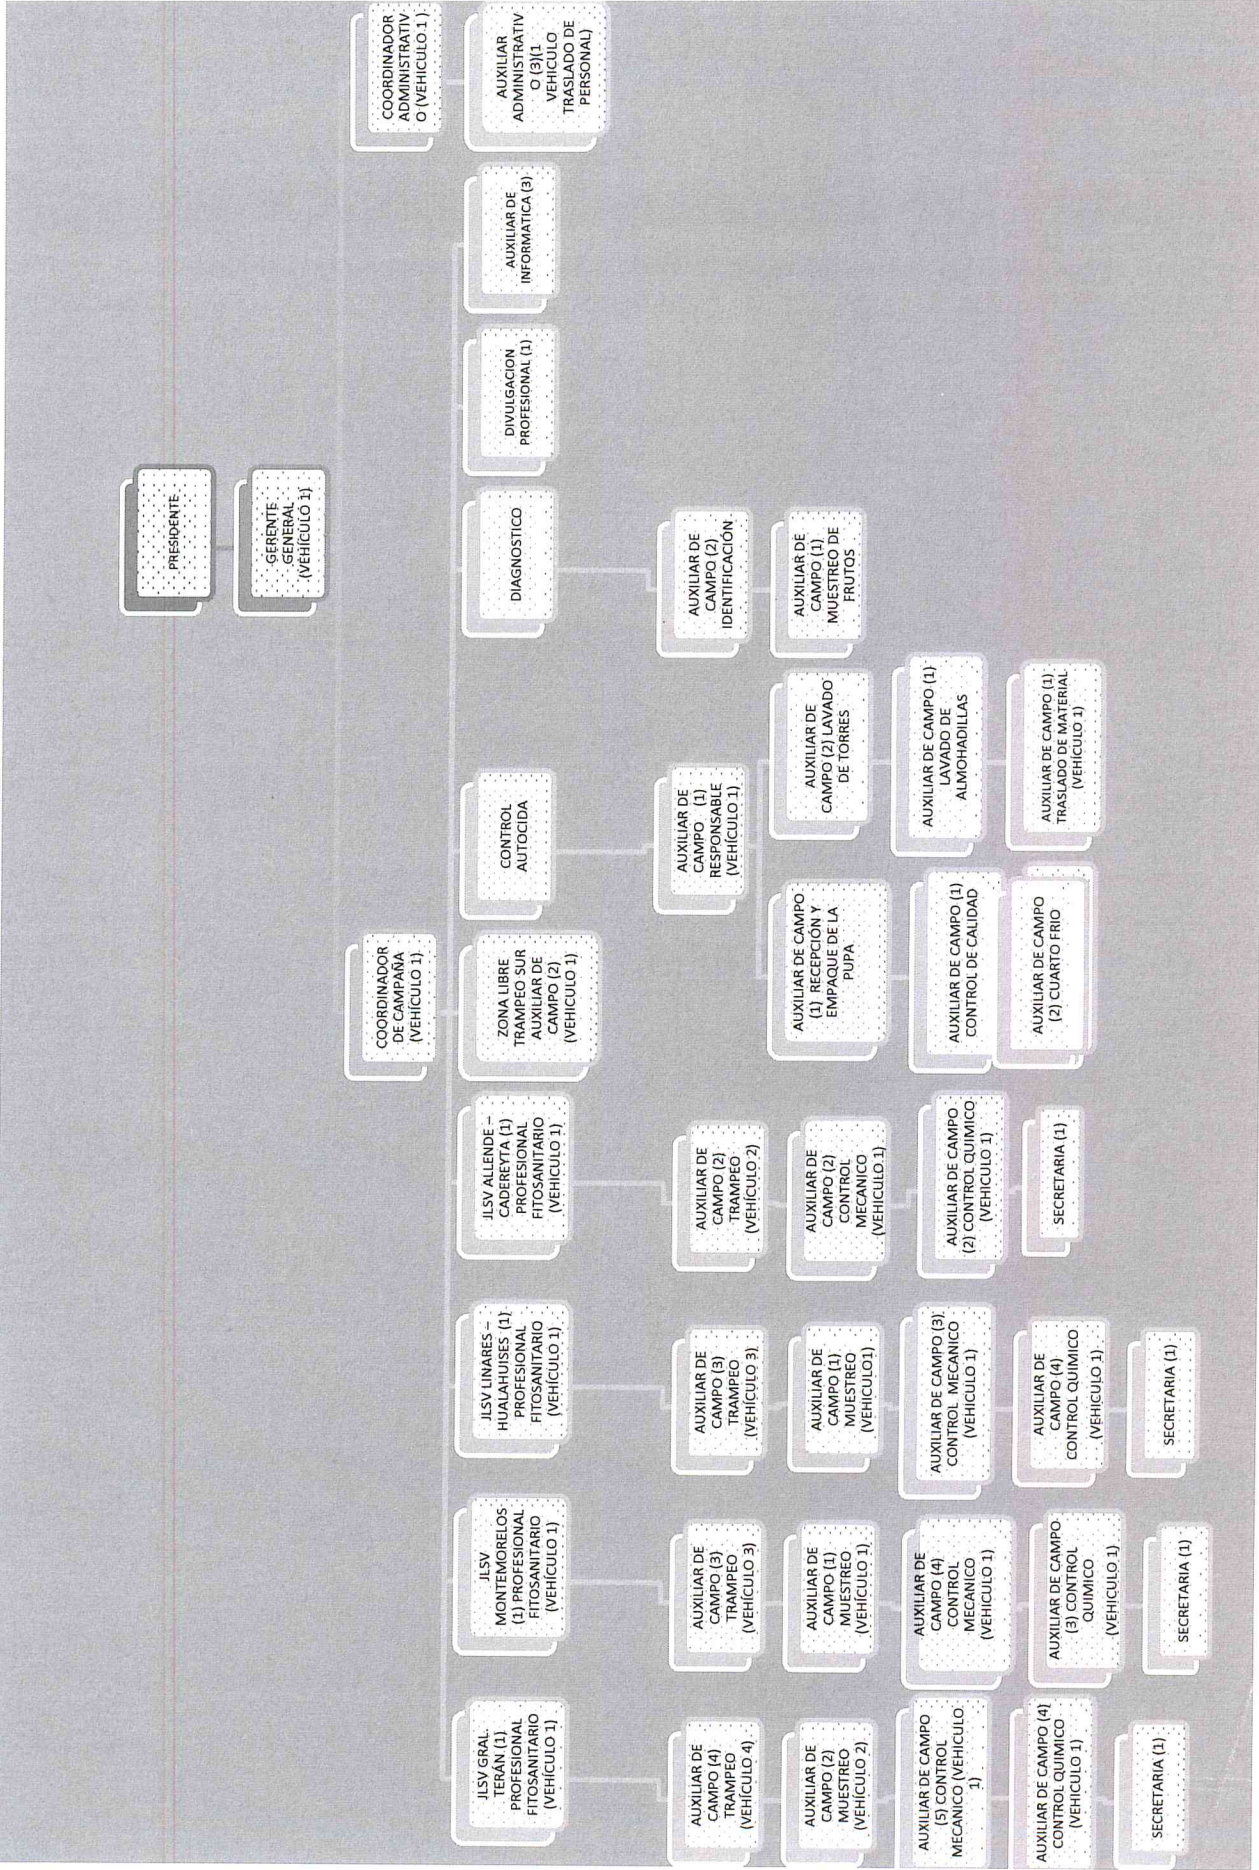 PRESIDENTE
GERENTE
GENERAL
(VEHÍCULO 1)
COORDINADOR
DE CAMPAÑA
(VEHÍCULO 1)
COORDINADOR
ADMINISTRATIV
O (VEHICULO 1 )
JLSV GRAL.
TERÁN (1)
PROFESIONAL
FITOSANITARIO
(VEHÍCULO 1)
JLSV
MONTEMORELOS
(1) PROFESIONAL
FITOSANITARIO
(VEHÍCULO 1)
JLSV LINARES –
HUALAHUISES (1)
PROFESIONAL
FITOSANITARIO
(VEHÍCULO 1)
JLSV ALLENDE –
CADEREYTA (1)
PROFESIONAL
FITOSANITARIO
(VEHICULO 1)
ZONA LIBRE
TRAMPEO SUR
AUXILIAR DE
CAMPO (2)
(VEHICULO 1)
CONTROL
AUTOCIDA
DIAGNOSTICO
DIVULGACION
PROFESIONAL (1)
AUXILIAR DE
INFORMATICA (3)
AUXILIAR
ADMINISTRATIV
O (3)(1
VEHICULO
TRASLADO DE
PERSONAL)
AUXILIAR DE
CAMPO (4)
TRAMPEO
(VEHÍCULO 4)
AUXILIAR DE
CAMPO (2)
MUESTREO
(VEHÍCULO 2)
AUXILIAR DE CAMPO
(5) CONTROL
MECANICO (VEHICULO
1)
AUXILIAR DE CAMPO (4)
CONTROL QUIMICO
(VEHICULO 1)
SECRETARIA (1)
AUXILIAR DE
CAMPO (3)
TRAMPEO
(VEHÍCULO 3)
AUXILIAR DE
CAMPO (1)
MUESTREO
(VEHÍCULO 1)
AUXILIAR DE
CAMPO (4)
CONTROL
MECANICO
(VEHICULO 1)
AUXILIAR DE CAMPO
(3) CONTROL
QUIMICO
(VEHICULO 1)
SECRETARIA (1)
AUXILIAR DE
CAMPO (3)
TRAMPEO
(VEHÍCULO 3)
AUXILIAR DE
CAMPO (1)
MUESTREO
(VEHICULO1)
AUXILIAR DE CAMPO (3)
CONTROL MECANICO
(VEHICULO 1)
AUXILIAR DE
CAMPO (4)
CONTROL QUIMICO
(VEHICULO 1)
SECRETARIA (1)
AUXILIAR DE
CAMPO (2)
TRAMPEO
(VEHÍCULO 2)
AUXILIAR DE
CAMPO (2)
CONTROL
MECANICO
(VEHICULO 1)
AUXILIAR DE CAMPO
(2) CONTROL QUIMICO
(VEHICULO 1)
SECRETARIA (1)
AUXILIAR DE
CAMPO (1)
RESPONSABLE
(VEHÍCULO 1)
AUXILIAR DE CAMPO
(1) RECEPCIÓN Y
EMPAQUE DE LA
PUPA
AUXILIAR DE CAMPO (1)
CONTROL DE CALIDAD
AUXILIAR DE CAMPO
(2) CUARTO FRIO
AUXILIAR DE
CAMPO (2) LAVADO
DE TORRES
AUXILIAR DE CAMPO (1)
LAVADO DE
ALMOHADILLAS
AUXILIAR DE CAMPO (1)
TRASLADO DE MATERIAL
(VEHÍCULO 1)
AUXILIAR DE
CAMPO (2)
IDENTIFICACIÓN
AUXILIAR DE
CAMPO (1)
MUESTREO DE
FRUTOS